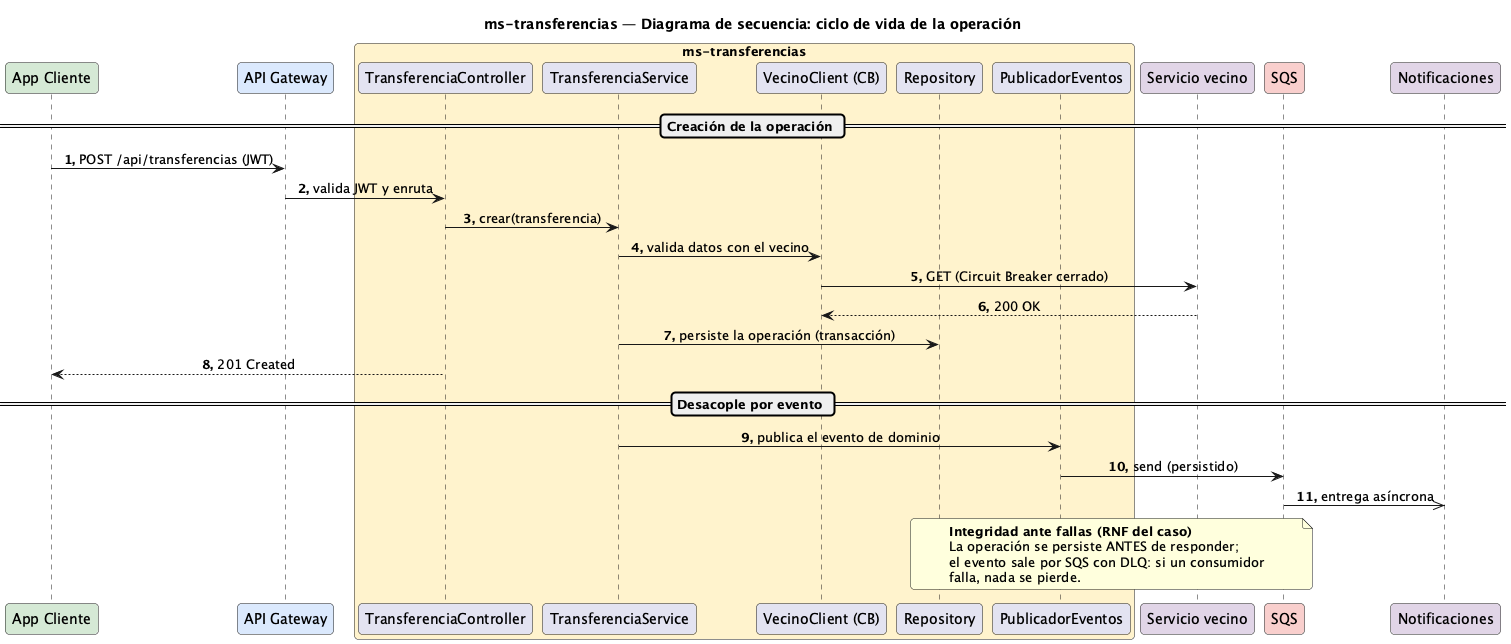 ms-transferencias — Diagrama de secuencia: ciclo de vida de la operación
ms-transferencias
App Cliente
API Gateway
TransferenciaController
TransferenciaService
VecinoClient (CB)
Repository
PublicadorEventos
Servicio vecino
SQS
Notificaciones
Creación de la operación
1, POST /api/transferencias (JWT)
2, valida JWT y enruta
3, crear(transferencia)
4, valida datos con el vecino
5, GET (Circuit Breaker cerrado)
6, 200 OK
7, persiste la operación (transacción)
8, 201 Created
Desacople por evento
9, publica el evento de dominio
10, send (persistido)
11, entrega asíncrona
Integridad ante fallas (RNF del caso)
La operación se persiste ANTES de responder;
el evento sale por SQS con DLQ: si un consumidor
falla, nada se pierde.
App Cliente
API Gateway
TransferenciaController
TransferenciaService
VecinoClient (CB)
Repository
PublicadorEventos
Servicio vecino
SQS
Notificaciones